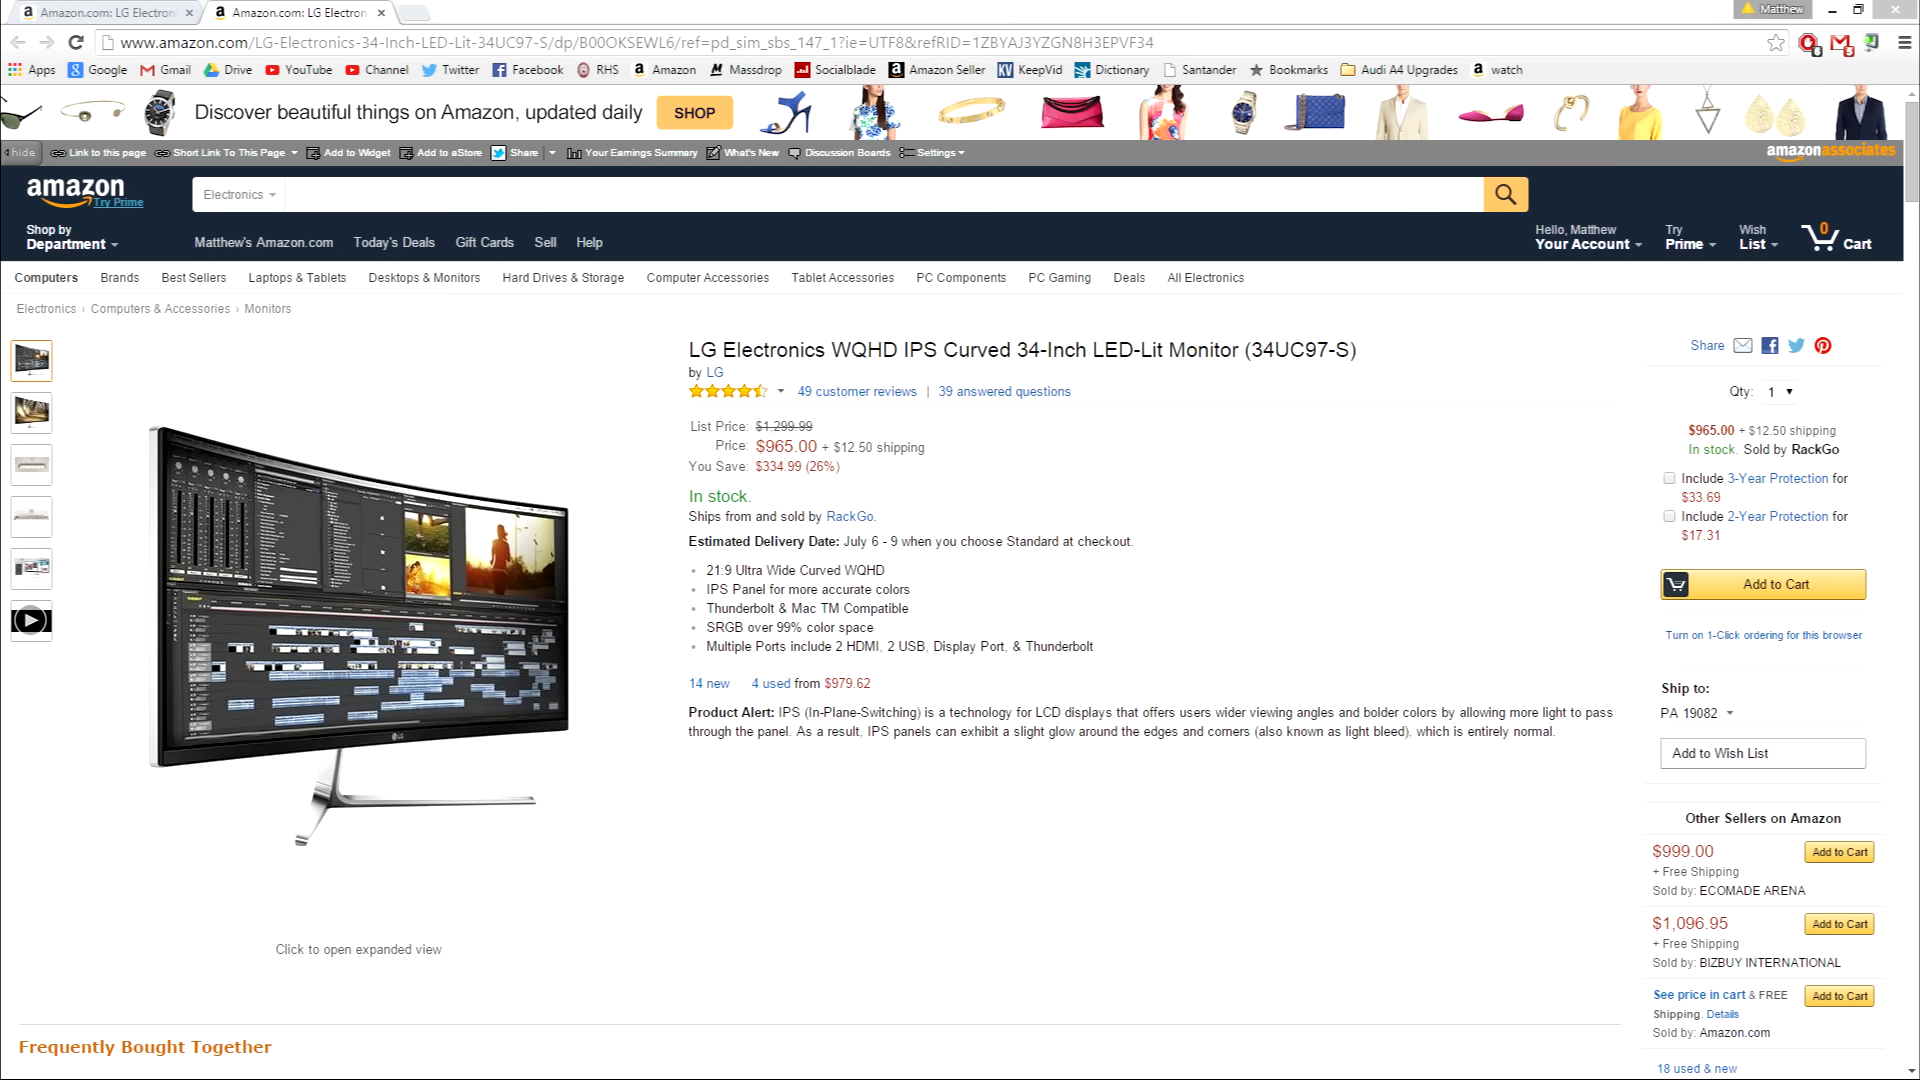 Amazon.com: LG Electroni
Amazon.com: LG Electron
Matthew
www.amazon.com/LG-Electronics-34-Inch-LED-Lit-34UC97-S/dp/B00OKSEWL6/ref=pd_sim_sbs_147_1?ie=UTF8&refRID=1ZBYAJ3YZGN8H3EPVF34
Apps Google Gmail Drive YouTube Channel Twitter Facebook RHS Amazon Massdrop Socialblade Amazon Seller KeepVid Dictionary Santander Bookmarks Audi A4 Upgrades watch
Discover beautiful things on Amazon, updated daily SHOP
hide Link to this page Short Link To This Page Add to Widget Add to aStore Share Your Earnings Summary What's New Discussion Boards Settings amazonassociates
amazon
Try Prime
Electronics
Shop by
Department
Matthew's Amazon.com Today's Deals Gift Cards Sell Help
Hello, Matthew
Your Account
Try
Prime
Wish
List
0
Cart
Computers Brands Best Sellers Laptops & Tablets Desktops & Monitors Hard Drives & Storage Computer Accessories Tablet Accessories PC Components PC Gaming Deals All Electronics
Electronics › Computers & Accessories › Monitors
LG Electronics WQHD IPS Curved 34-Inch LED-Lit Monitor (34UC97-S)
by LG
49 customer reviews | 39 answered questions
List Price: $1,299.99
Price: $965.00 + $12.50 shipping
You Save: $334.99 (26%)
In stock.
Ships from and sold by RackGo.
Estimated Delivery Date: July 6 - 9 when you choose Standard at checkout.
• 21:9 Ultra Wide Curved WQHD
• IPS Panel for more accurate colors
• Thunderbolt & Mac TM Compatible
• SRGB over 99% color space
• Multiple Ports include 2 HDMI, 2 USB, Display Port, & Thunderbolt
14 new 4 used from $979.62
Product Alert: IPS (In-Plane-Switching) is a technology for LCD displays that offers users wider viewing angles and bolder colors by allowing more light to pass
through the panel. As a result, IPS panels can exhibit a slight glow around the edges and corners (also known as light bleed), which is entirely normal.
LG
Click to open expanded view
Frequently Bought Together
Share
Qty: 1
$965.00 + $12.50 shipping
In stock. Sold by RackGo
Include 3-Year Protection for
$33.69
Include 2-Year Protection for
$17.31
Add to Cart
Turn on 1-Click ordering for this browser
Ship to:
PA 19082
Add to Wish List
Other Sellers on Amazon
$999.00 Add to Cart
+ Free Shipping
Sold by: ECOMADE ARENA
$1,096.95 Add to Cart
+ Free Shipping
Sold by: BIZBUY INTERNATIONAL
See price in cart & FREE Add to Cart
Shipping. Details
Sold by: Amazon.com
18 used & new